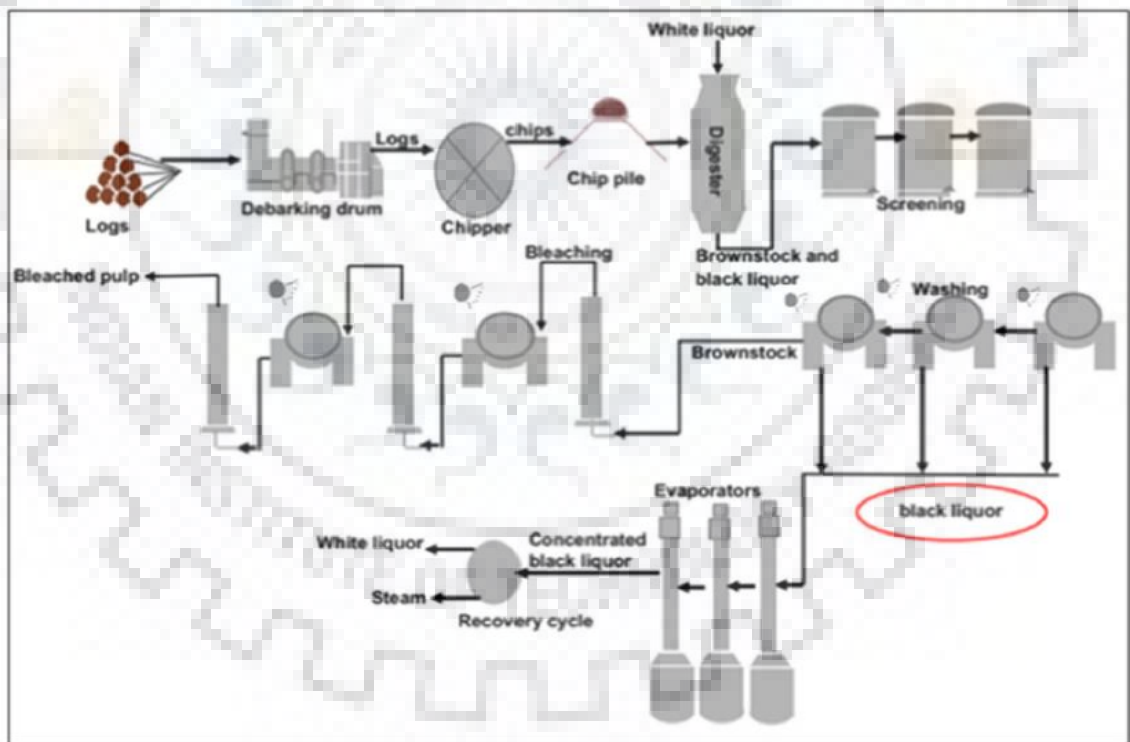 White liquor
Logs
chips
Digester
Chip pile
Logs
Debarking drum
Chipper
Screening
Bleached pulp
Bleaching
Brownstock and
black liquor
Washing
Brownstock
Evaporators
black liquor
White liquor
Concentrated
black liquor
Steam
Recovery cycle